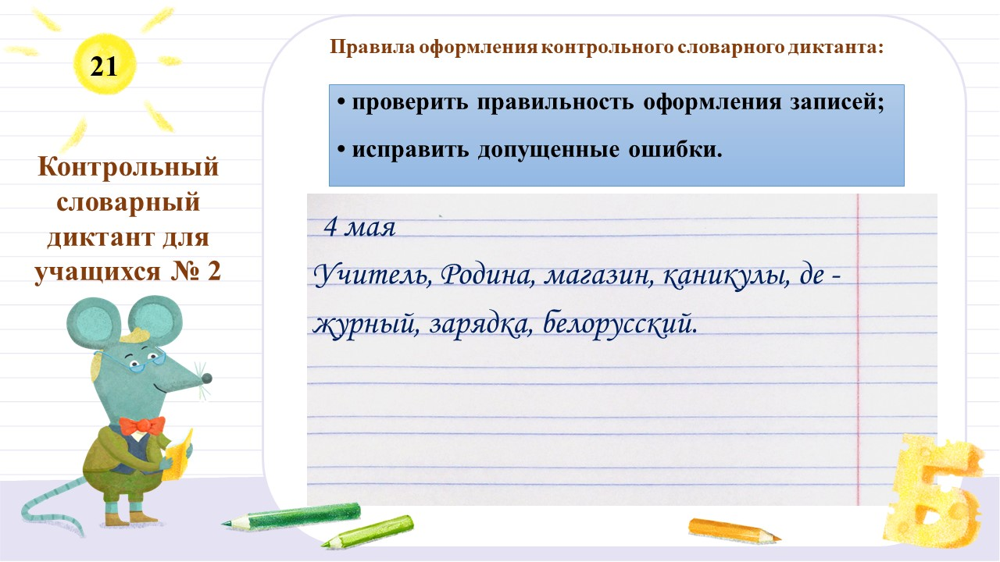 21
Контрольный
словарный
диктант для
учащихся № 2
Правила оформления контрольного словарного диктанта:
• проверить правильность оформления записей;
• исправить допущенные ошибки.
4 мая
Учитель, Родина, магазин, каникулы, де -
журный, зарядка, белорусский.
Б